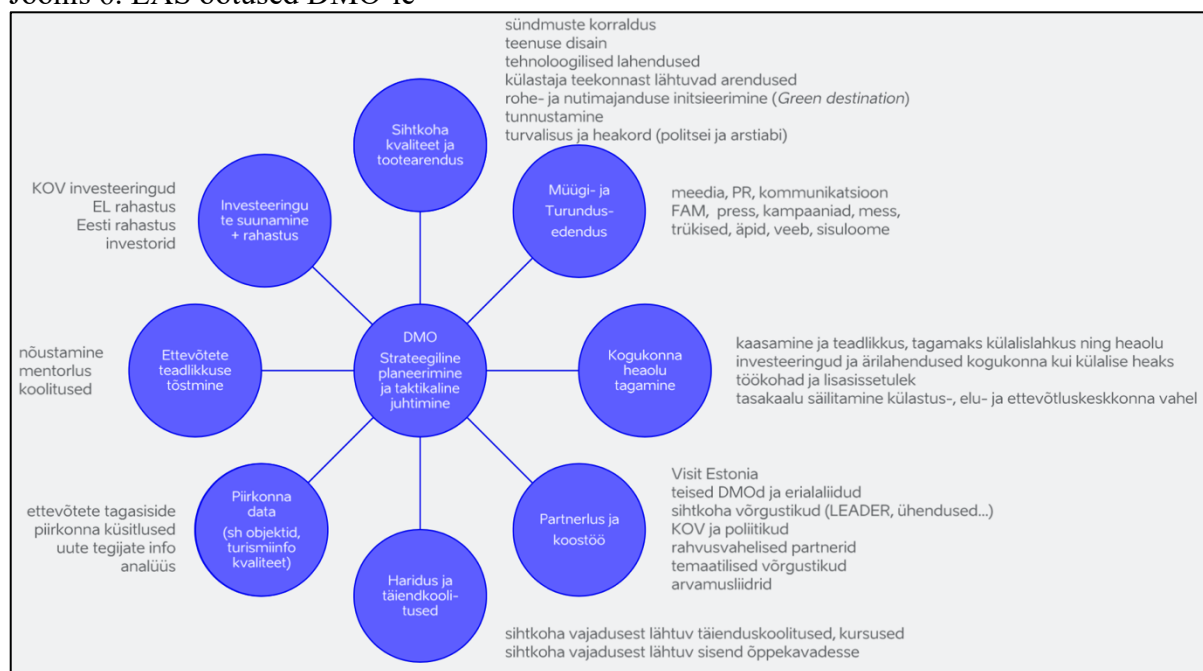 Joonis 6. EAS ootused DMO-le
sündmuste korraldus
teenuse disain
tehnoloogilised lahendused
külastaja teekonnast lähtuvad arendused
rohe- ja nutimajanduse initsieerimine (Green destination)
tunnustamine
turvalisus ja heakord (politsei ja arstiabi)
Sihtkoha
kvaliteet ja
tootearendus
Müügi- ja
Turundus-
edendus
meedia, PR, kommunikatsioon
FAM, press, kampaaniad, mess,
trükised, äpid, veeb, sisuloome
KOV investeeringud
EL rahastus
Eesti rahastus
investorid
Investeeringu
te suunamine
+ rahastus
DMO
Strateegiline
planeerimine
ja taktikaline
juhtimine
Kogukonna
heaolu
tagamine
kaasamine ja teadlikkus, tagamaks külalislahkus ning heaolu
investeeringud ja ärilahendused kogukonna kui külalise heaks
töökohad ja lisasissetulek
tasakaalu säilitamine külastus-, elu- ja ettevõtluskeskkonna vahel
nõustamine
mentorlus
koolitused
Ettevõtete
teadlikkuse
tõstmine
Visit Estonia
teised DMOd ja erialaliidud
sihtkoha võrgustikud (LEADER, ühendused...)
KOV ja poliitikud
rahvusvahelised partnerid
temaatilised võrgustikud
arvamusliidrid
Partnerlus ja
koostöö
ettevõtete tagasiside
piirkonna küsitlused
uute tegijate info
analüüs
Piirkonna
data
(sh objektid,
turismiinfo
kvaliteet)
Haridus ja
täiendkooli-
tused
sihtkoha vajadusest lähtuv täienduskoolitused, kursused
sihtkoha vajadusest lähtuv sisend õppekavadesse